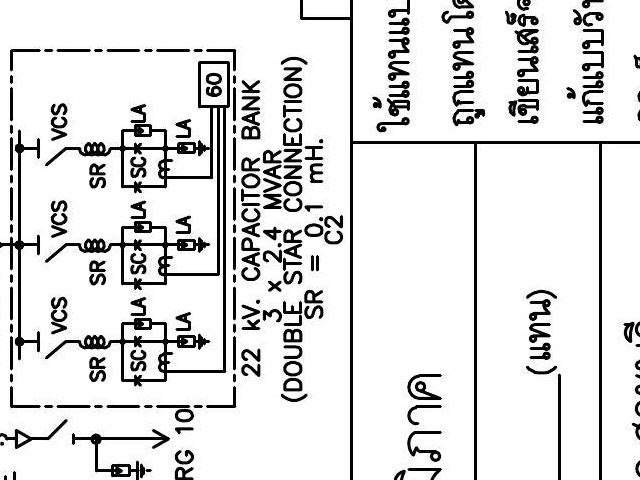 60
VCS
LA
LA
SR
SC
VCS
LA
LA
SR
SC
VCS
LA
LA
SR
SC
22 kV. CAPACITOR BANK
3 x 2.4 MVAR
(DOUBLE STAR CONNECTION)
SR = 0.1 mH.
C2
RG 10
ใช้แทนแบ
ถูกแทนโด
เขียนเสร็จ
แก้แบบวัน
(แทน)
ภาค